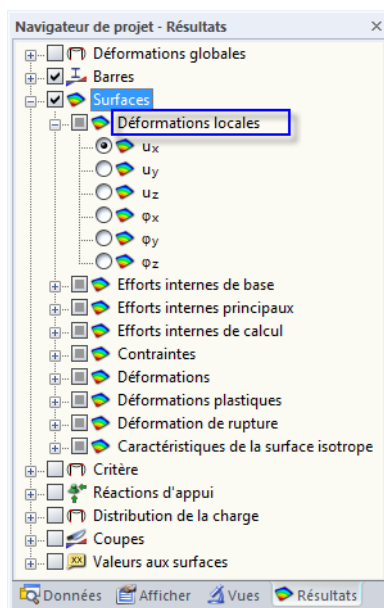 Navigateur de projet - Résultats
Déformations globales
Barres
Surfaces
Déformations locales
ux
uy
uz
φx
φy
φz
Efforts internes de base
Efforts internes principaux
Efforts internes de calcul
Contraintes
Déformations
Déformations plastiques
Déformation de rupture
Caractéristiques de la surface isotrope
Critère
Réactions d'appui
Distribution de la charge
Coupes
xx Valeurs aux surfaces
Données Afficher Vues Résultats